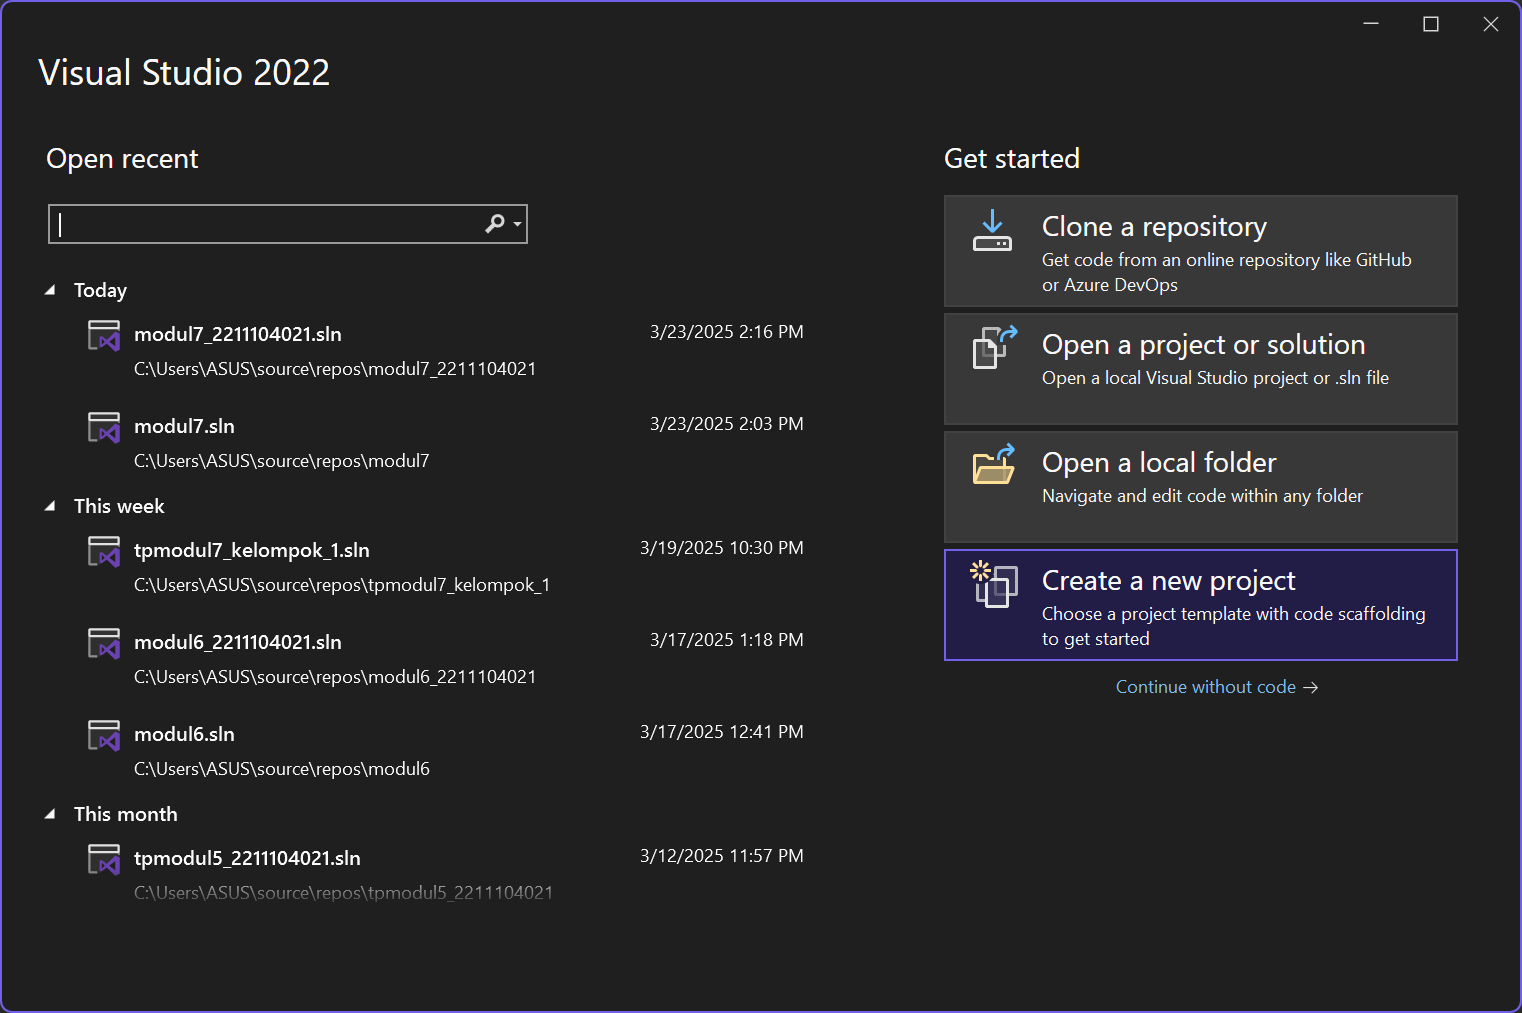 Visual Studio 2022
Open recent
Today
modul7_2211104021.sln
3/23/2025 2:16 PM
C:\Users\ASUS\source\repos\modul7_2211104021
modul7.sln
3/23/2025 2:03 PM
C:\Users\ASUS\source\repos\modul7
This week
tpmodul7_kelompok_1.sln
3/19/2025 10:30 PM
C:\Users\ASUS\source\repos\tpmodul7_kelompok_1
modul6_2211104021.sln
3/17/2025 1:18 PM
C:\Users\ASUS\source\repos\modul6_2211104021
modul6.sln
3/17/2025 12:41 PM
C:\Users\ASUS\source\repos\modul6
This month
tpmodul5_2211104021.sln
3/12/2025 11:57 PM
C:\Users\ASUS\source\repos\tpmodul5_2211104021
Get started
Clone a repository
Get code from an online repository like GitHub
or Azure DevOps
Open a project or solution
Open a local Visual Studio project or .sln file
Open a local folder
Navigate and edit code within any folder
Create a new project
Choose a project template with code scaffolding
to get started
Continue without code →